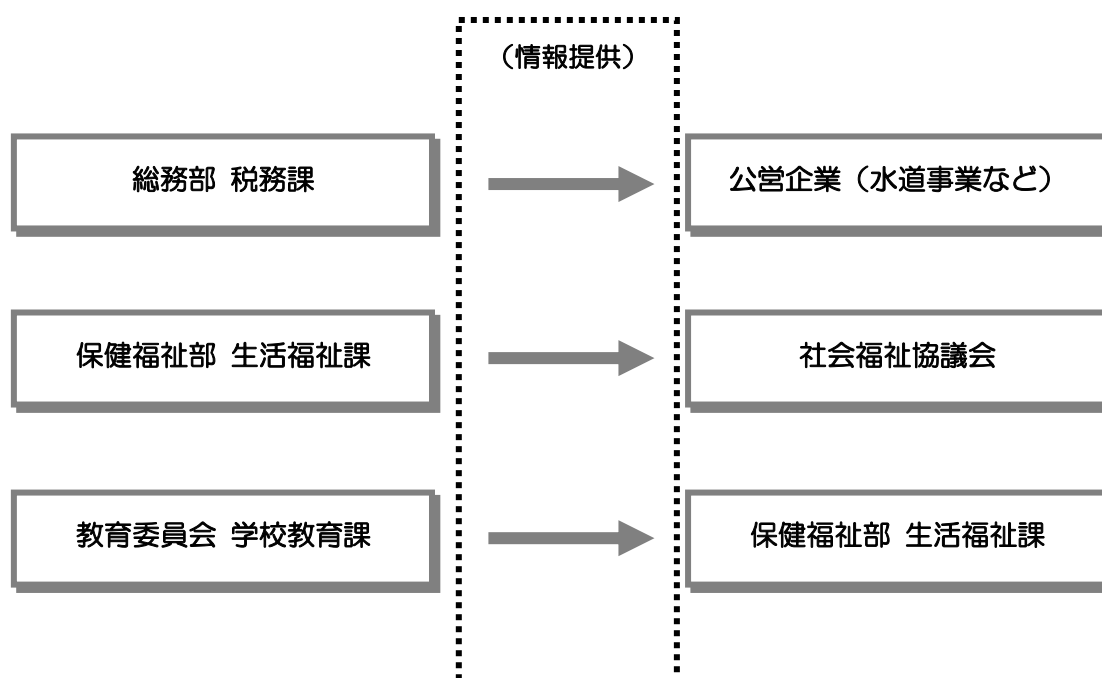 （情報提供）
総務部 税務課
公営企業（水道事業など）
保健福祉部 生活福祉課
社会福祉協議会
教育委員会 学校教育課
保健福祉部 生活福祉課